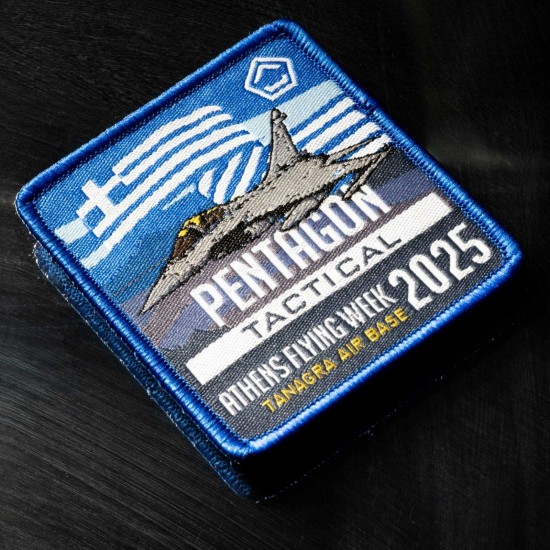 PENTAGON
TACTICAL
ATHENS FLYING WEEK 2025
TANAGRA AIR BASE